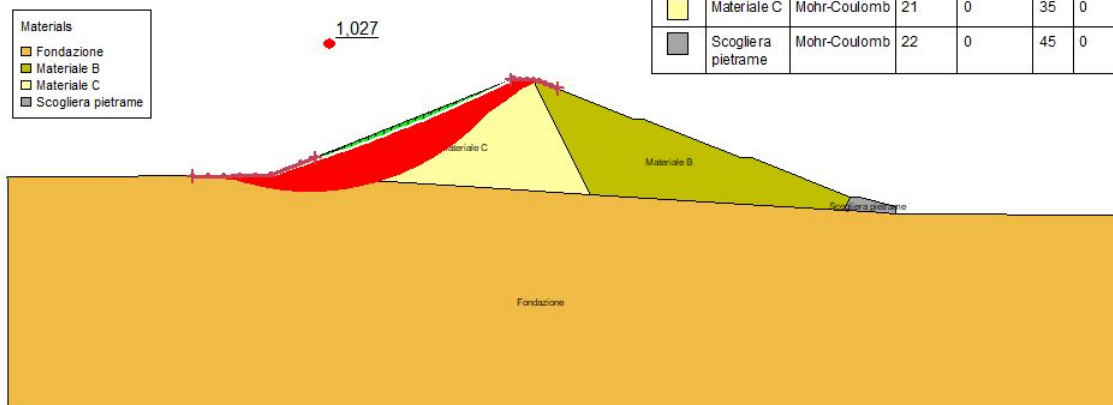 Materials
Fondazione
Materiale B
Materiale C
Scogliera pietrame
1,027
Materiale C Mohr-Coulomb 21 0 35 0
Scogliera pietrame Mohr-Coulomb 22 0 45 0
ateriale C
Materiale B
Scogliera pietrame
Fondazione